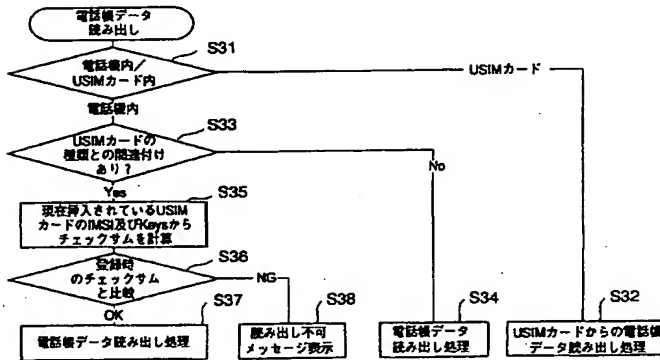 電話帳データ
読み出し
S31
電話機内／
USIMカード内
USIMカード
電話機内
S33
USIMカードの
種類との関連付け
あり？
No
Yes
S35
現在挿入されているUSIM
カードのIMSI及びKeysから
チェックサムを計算
S36
登録時
のチェックサム
と比較
NG
OK
S37
電話帳データ読み出し処理
S38
読み出し不可
メッセージ表示
S34
電話帳データ
読み出し処理
S32
USIMカードからの電話帳
データ読み出し処理